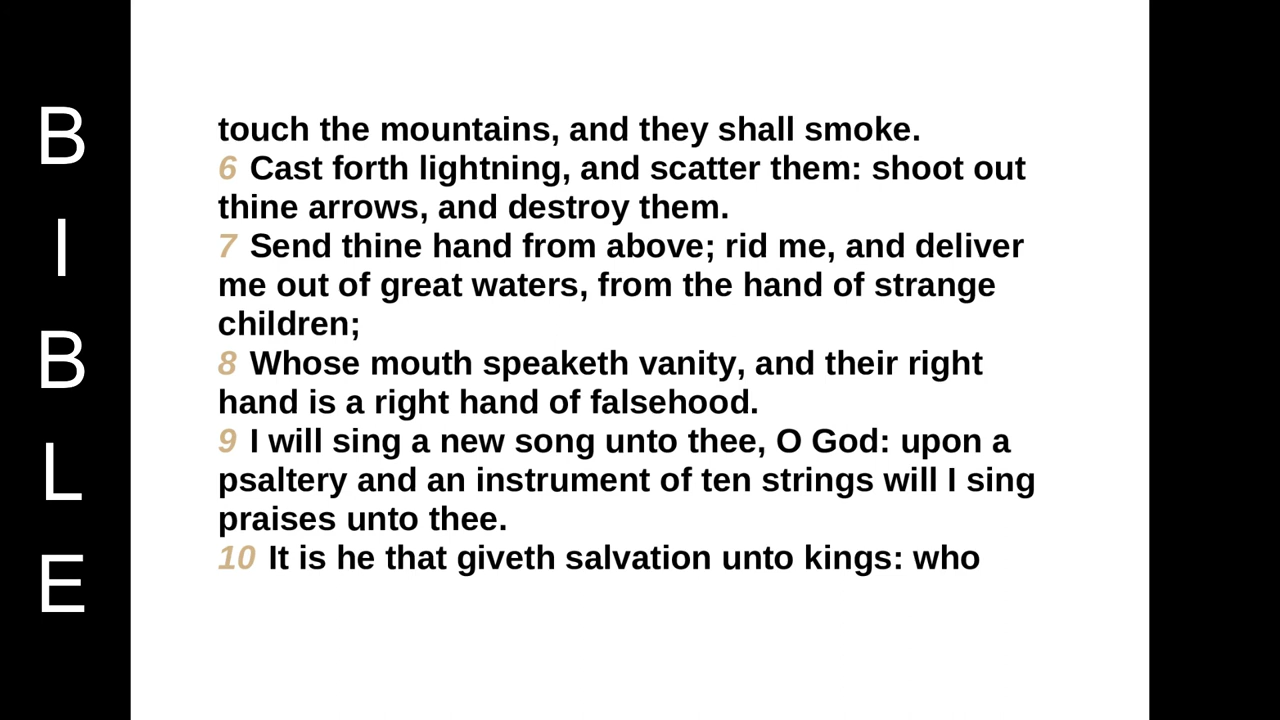 BIBLE
touch the mountains, and they shall smoke.
6 Cast forth lightning, and scatter them: shoot out
thine arrows, and destroy them.
7 Send thine hand from above; rid me, and deliver
me out of great waters, from the hand of strange
children;
8 Whose mouth speaketh vanity, and their right
hand is a right hand of falsehood.
9 I will sing a new song unto thee, O God: upon a
psaltery and an instrument of ten strings will I sing
praises unto thee.
10 It is he that giveth salvation unto kings: who